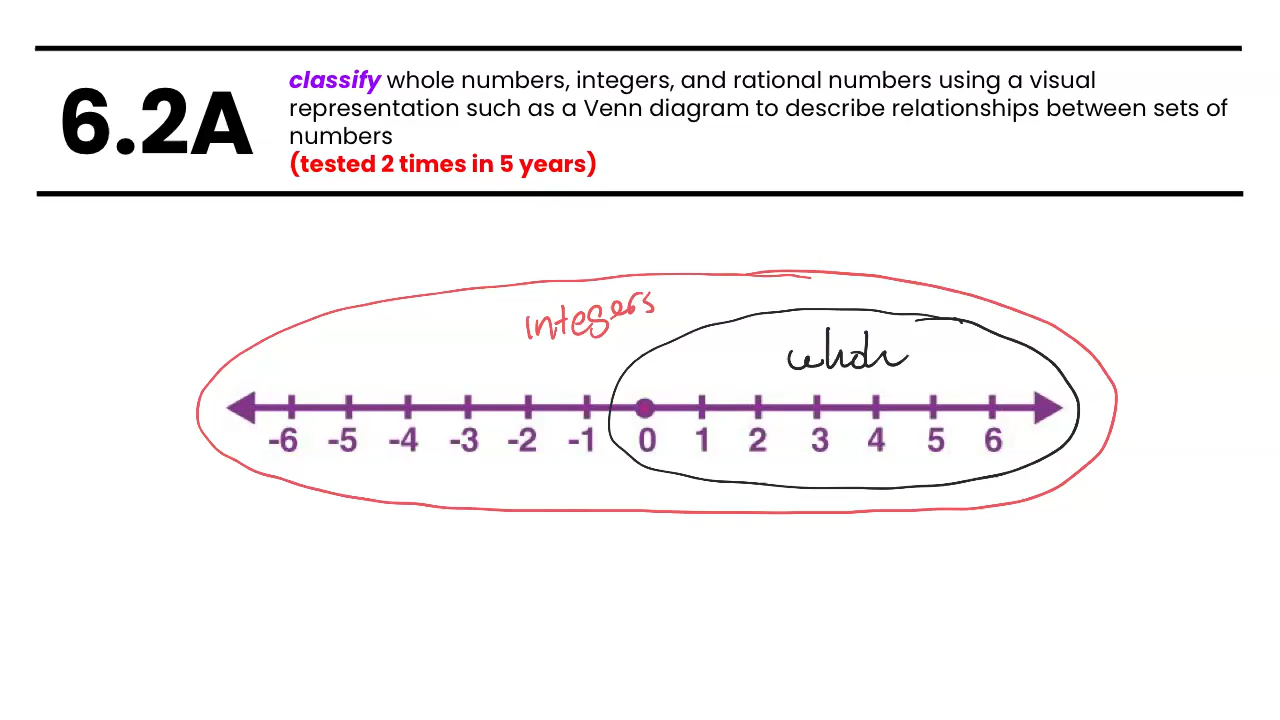 6.2A
classify whole numbers, integers, and rational numbers using a visual
representation such as a Venn diagram to describe relationships between sets of
numbers
(tested 2 times in 5 years)
integers
whole
-6 -5 -4 -3 -2 -1 0 1 2 3 4 5 6